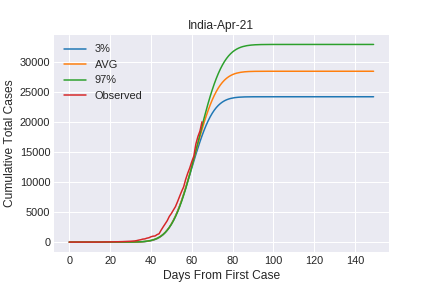 India-Apr-21
3%
AVG
97%
Observed
Cumulative Total Cases
30000
25000
20000
15000
10000
5000
0
0 20 40 60 80 100 120 140
Days From First Case